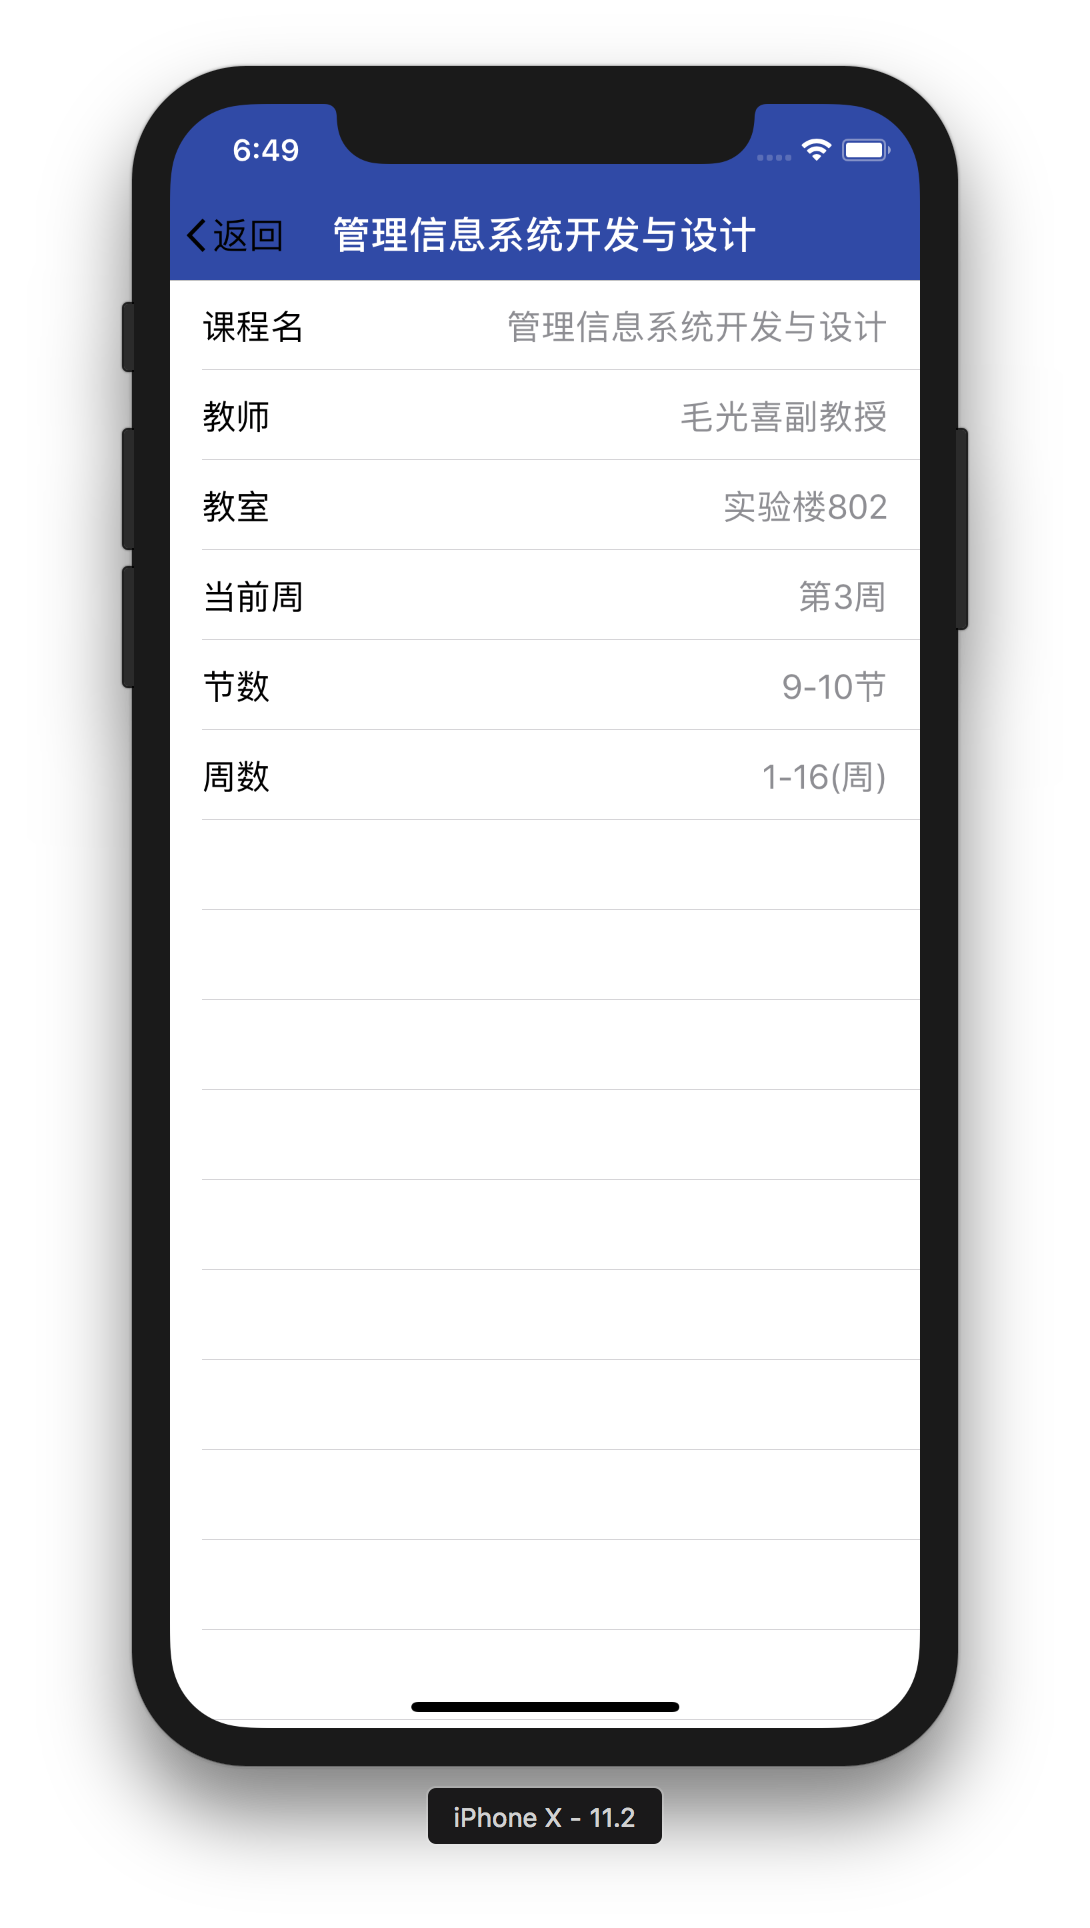 6:49
返回 管理信息系统开发与设计
课程名 管理信息系统开发与设计
教师 毛光喜副教授
教室 实验楼802
当前周 第3周
节数 9-10节
周数 1-16(周)
iPhone X - 11.2